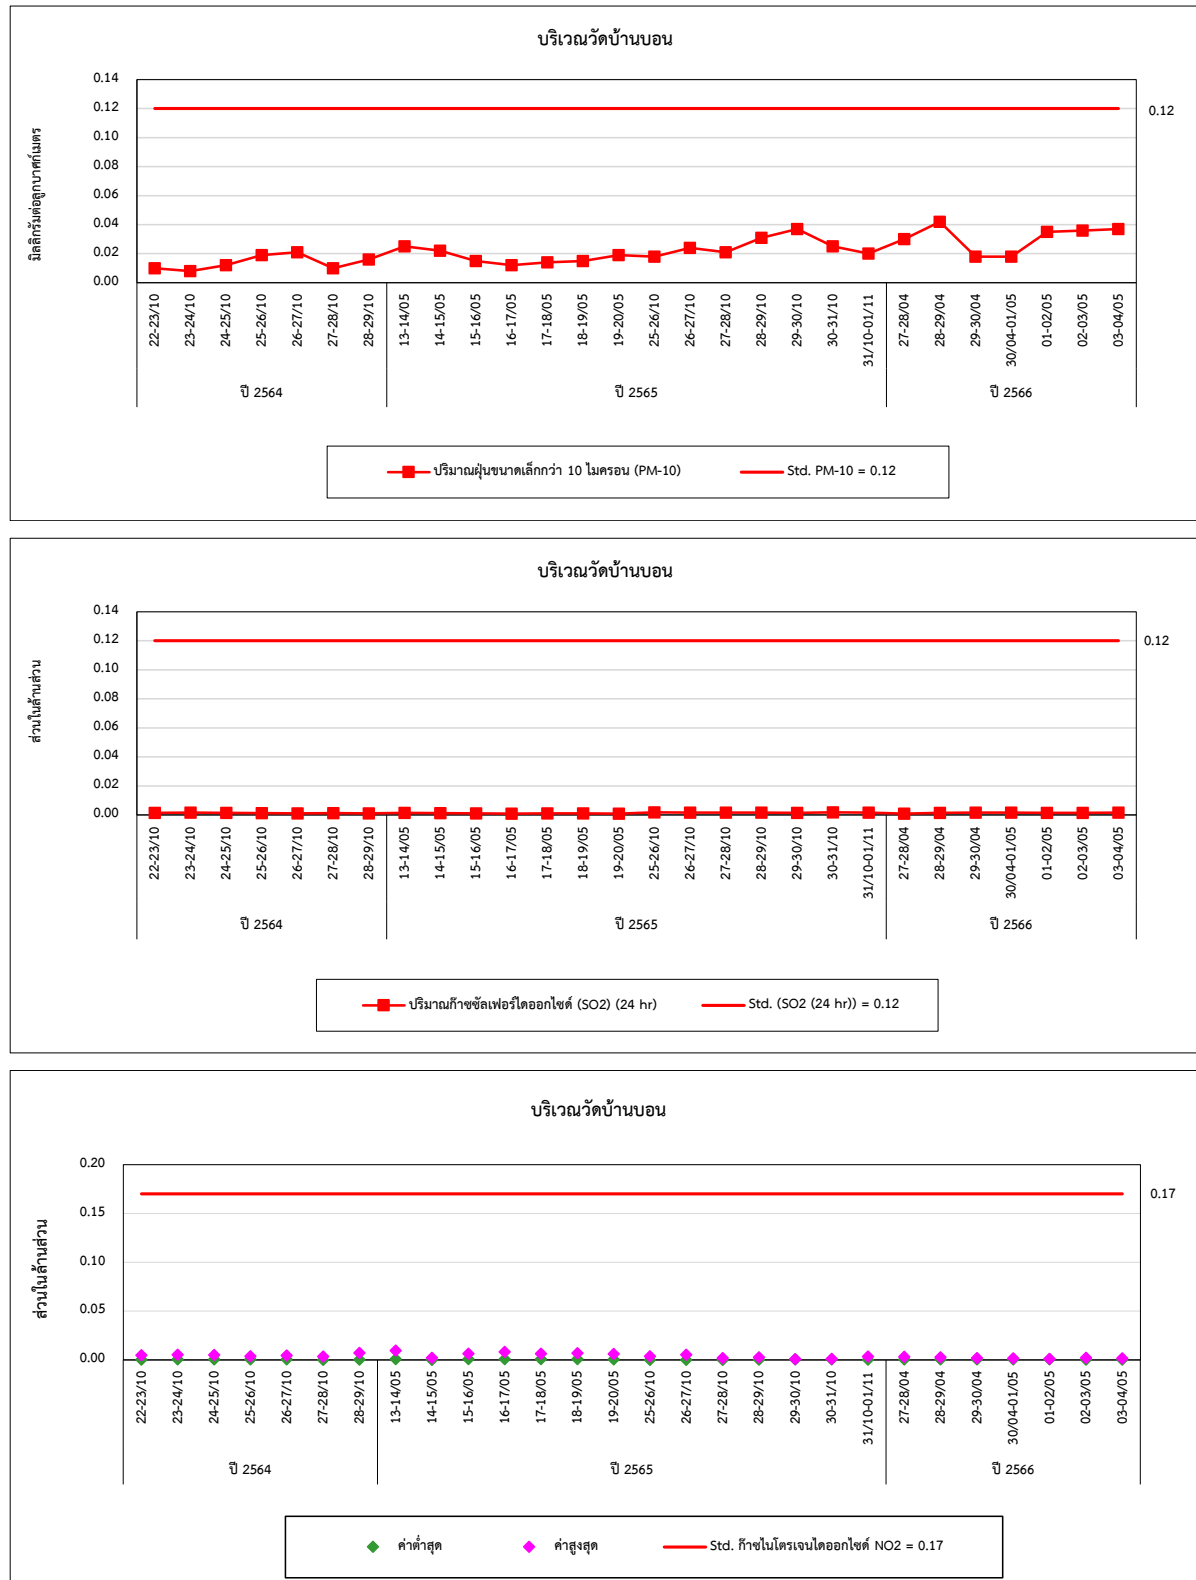 บริเวณวัดบ้านบอน
มิลลิกรัมต่อลูกบาศก์เมตร
0.14
0.12
0.10
0.08
0.06
0.04
0.02
0.00
0.12
22-23/10 23-24/10 24-25/10 25-26/10 26-27/10 27-28/10 28-29/10 13-14/05 14-15/05 15-16/05 16-17/05 17-18/05 18-19/05 19-20/05 25-26/10 26-27/10 27-28/10 28-29/10 29-30/10 30-31/10 31/10-01/11 27-28/04 28-29/04 29-30/04 30/04-01/05 01-02/05 02-03/05 03-04/05
ปี 2564 ปี 2565 ปี 2566
ปริมาณฝุ่นขนาดเล็กกว่า 10 ไมครอน (PM-10) Std. PM-10 = 0.12
บริเวณวัดบ้านบอน
ส่วนในล้านส่วน
0.14
0.12
0.10
0.08
0.06
0.04
0.02
0.00
0.12
22-23/10 23-24/10 24-25/10 25-26/10 26-27/10 27-28/10 28-29/10 13-14/05 14-15/05 15-16/05 16-17/05 17-18/05 18-19/05 19-20/05 25-26/10 26-27/10 27-28/10 28-29/10 29-30/10 30-31/10 31/10-01/11 27-28/04 28-29/04 29-30/04 30/04-01/05 01-02/05 02-03/05 03-04/05
ปี 2564 ปี 2565 ปี 2566
ปริมาณก๊าซซัลเฟอร์ไดออกไซด์ (SO2) (24 hr) Std. (SO2 (24 hr)) = 0.12
บริเวณวัดบ้านบอน
ส่วนในล้านส่วน
0.20
0.15
0.10
0.05
0.00
0.17
22-23/10 23-24/10 24-25/10 25-26/10 26-27/10 27-28/10 28-29/10 13-14/05 14-15/05 15-16/05 16-17/05 17-18/05 18-19/05 19-20/05 25-26/10 26-27/10 27-28/10 28-29/10 29-30/10 30-31/10 31/10-01/11 27-28/04 28-29/04 29-30/04 30/04-01/05 01-02/05 02-03/05 03-04/05
ปี 2564 ปี 2565 ปี 2566
ค่าต่ำสุด ค่าสูงสุด Std. ก๊าซไนโตรเจนไดออกไซด์ NO2 = 0.17